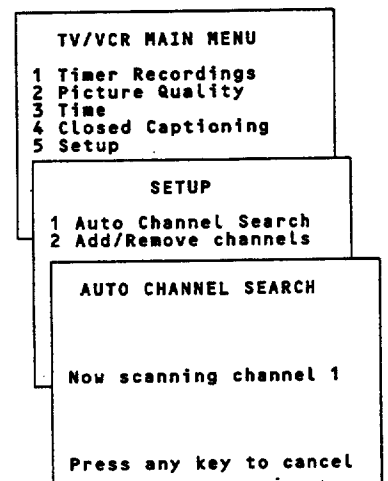 TV/VCR MAIN MENU
1 Timer Recordings
2 Picture Quality
3 Time
4 Closed Captioning
5 Setup
SETUP
1 Auto Channel Search
2 Add/Remove channels
AUTO CHANNEL SEARCH
Now scanning channel 1
Press any key to cancel